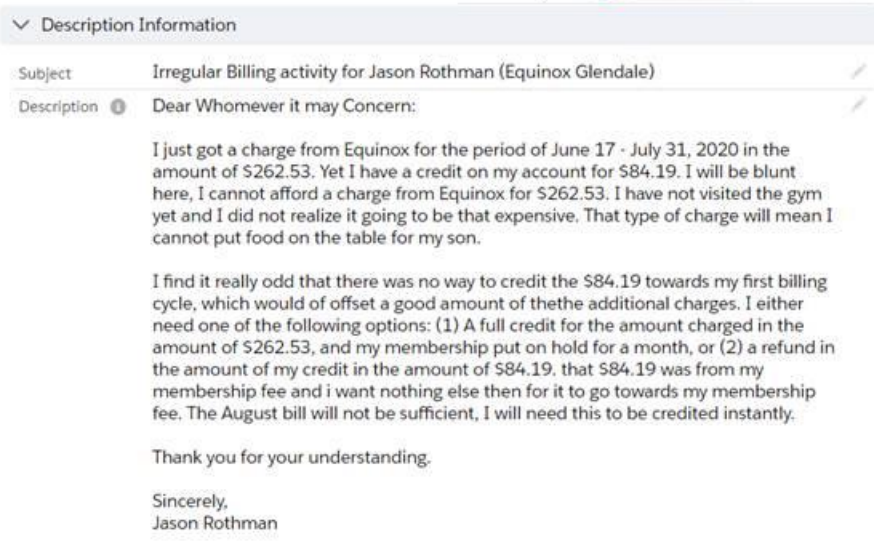 Description Information
Subject Irregular Billing activity for Jason Rothman (Equinox Glendale)
Description Dear Whomever it may Concern:
I just got a charge from Equinox for the period of June 17 - July 31, 2020 in the
amount of $262.53. Yet I have a credit on my account for $84.19. I will be blunt
here, I cannot afford a charge from Equinox for $262.53. I have not visited the gym
yet and I did not realize it going to be that expensive. That type of charge will mean I
cannot put food on the table for my son.
I find it really odd that there was no way to credit the $84.19 towards my first billing
cycle, which would of offset a good amount of thethe additional charges. I either
need one of the following options: (1) A full credit for the amount charged in the
amount of $262.53, and my membership put on hold for a month, or (2) a refund in
the amount of my credit in the amount of $84.19. that $84.19 was from my
membership fee and i want nothing else then for it to go towards my membership
fee. The August bill will not be sufficient, I will need this to be credited instantly.
Thank you for your understanding.
Sincerely,
Jason Rothman